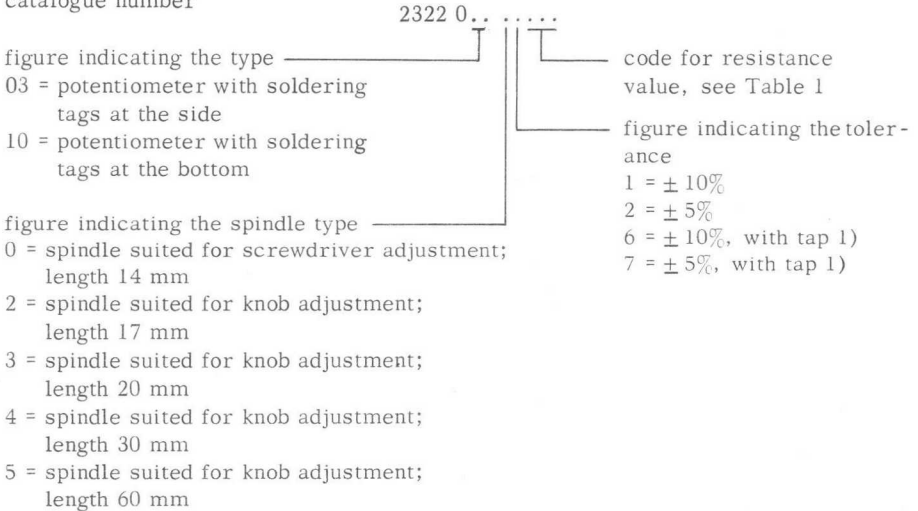 catalogue number
2322 0.. .....
figure indicating the type
03 = potentiometer with soldering
tags at the side
10 = potentiometer with soldering
tags at the bottom
figure indicating the spindle type
0 = spindle suited for screwdriver adjustment;
length 14 mm
2 = spindle suited for knob adjustment;
length 17 mm
3 = spindle suited for knob adjustment;
length 20 mm
4 = spindle suited for knob adjustment;
length 30 mm
5 = spindle suited for knob adjustment;
length 60 mm
code for resistance
value, see Table 1
figure indicating the toler-
ance
1 = ± 10%
2 = ± 5%
6 = ± 10%, with tap 1)
7 = ± 5%, with tap 1)